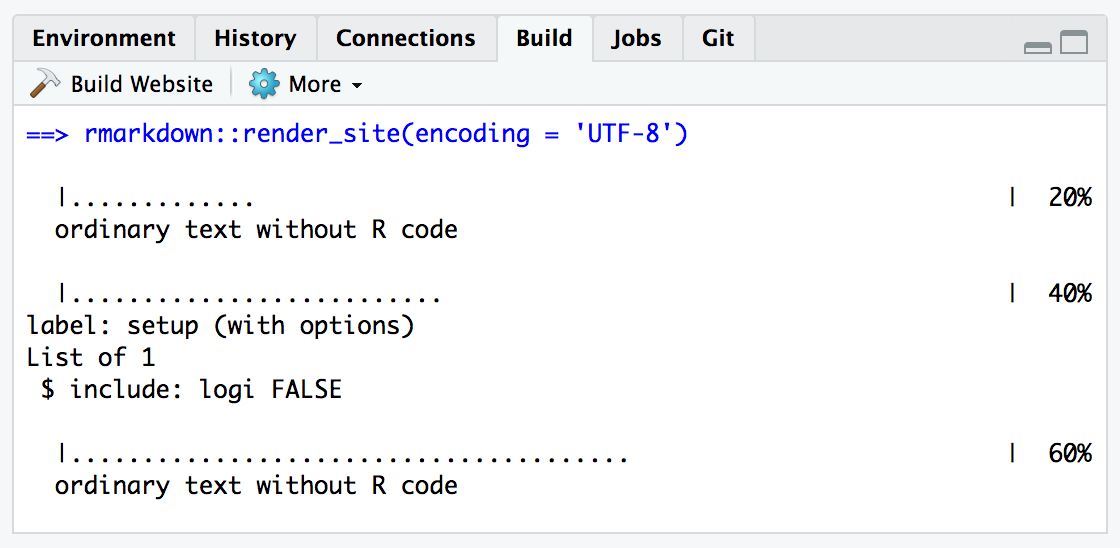 Environment History Connections Build Jobs Git
Build Website More
==> rmarkdown::render_site(encoding = 'UTF-8')
|............. | 20%
ordinary text without R code
|.......................... | 40%
label: setup (with options)
List of 1
$ include: logi FALSE
|....................................... | 60%
ordinary text without R code